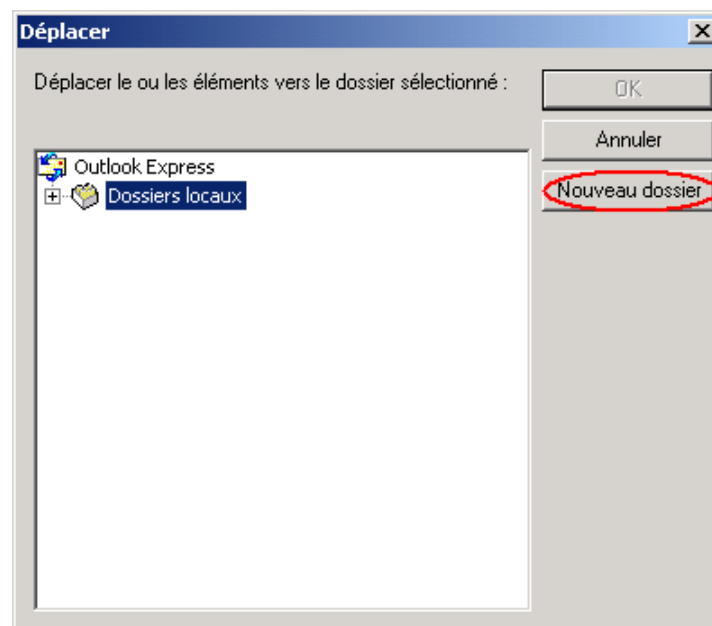 Déplacer
Déplacer le ou les éléments vers le dossier sélectionné :
OK
Annuler
Nouveau dossier
Outlook Express
Dossiers locaux